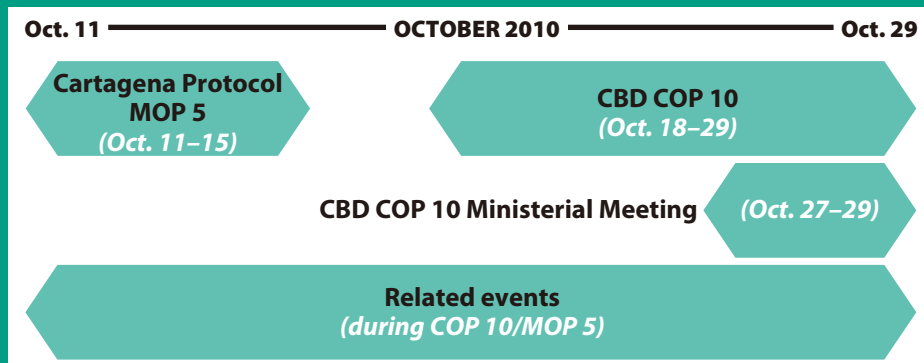 Oct. 11 OCTOBER 2010 Oct. 29
Cartagena Protocol
MOP 5
(Oct. 11–15)
CBD COP 10
(Oct. 18–29)
CBD COP 10 Ministerial Meeting (Oct. 27–29)
Related events
(during COP 10/MOP 5)